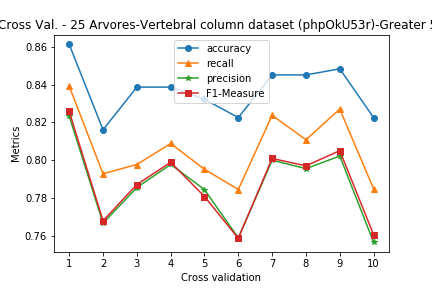 Cross Val. - 25 Arvores-Vertebral column dataset (phpOkU53r)-Greater 5
accuracy
recall
precision
F1-Measure
0.86
0.84
0.82
0.80
0.78
0.76
Metrics
1 2 3 4 5 6 7 8 9 10
Cross validation